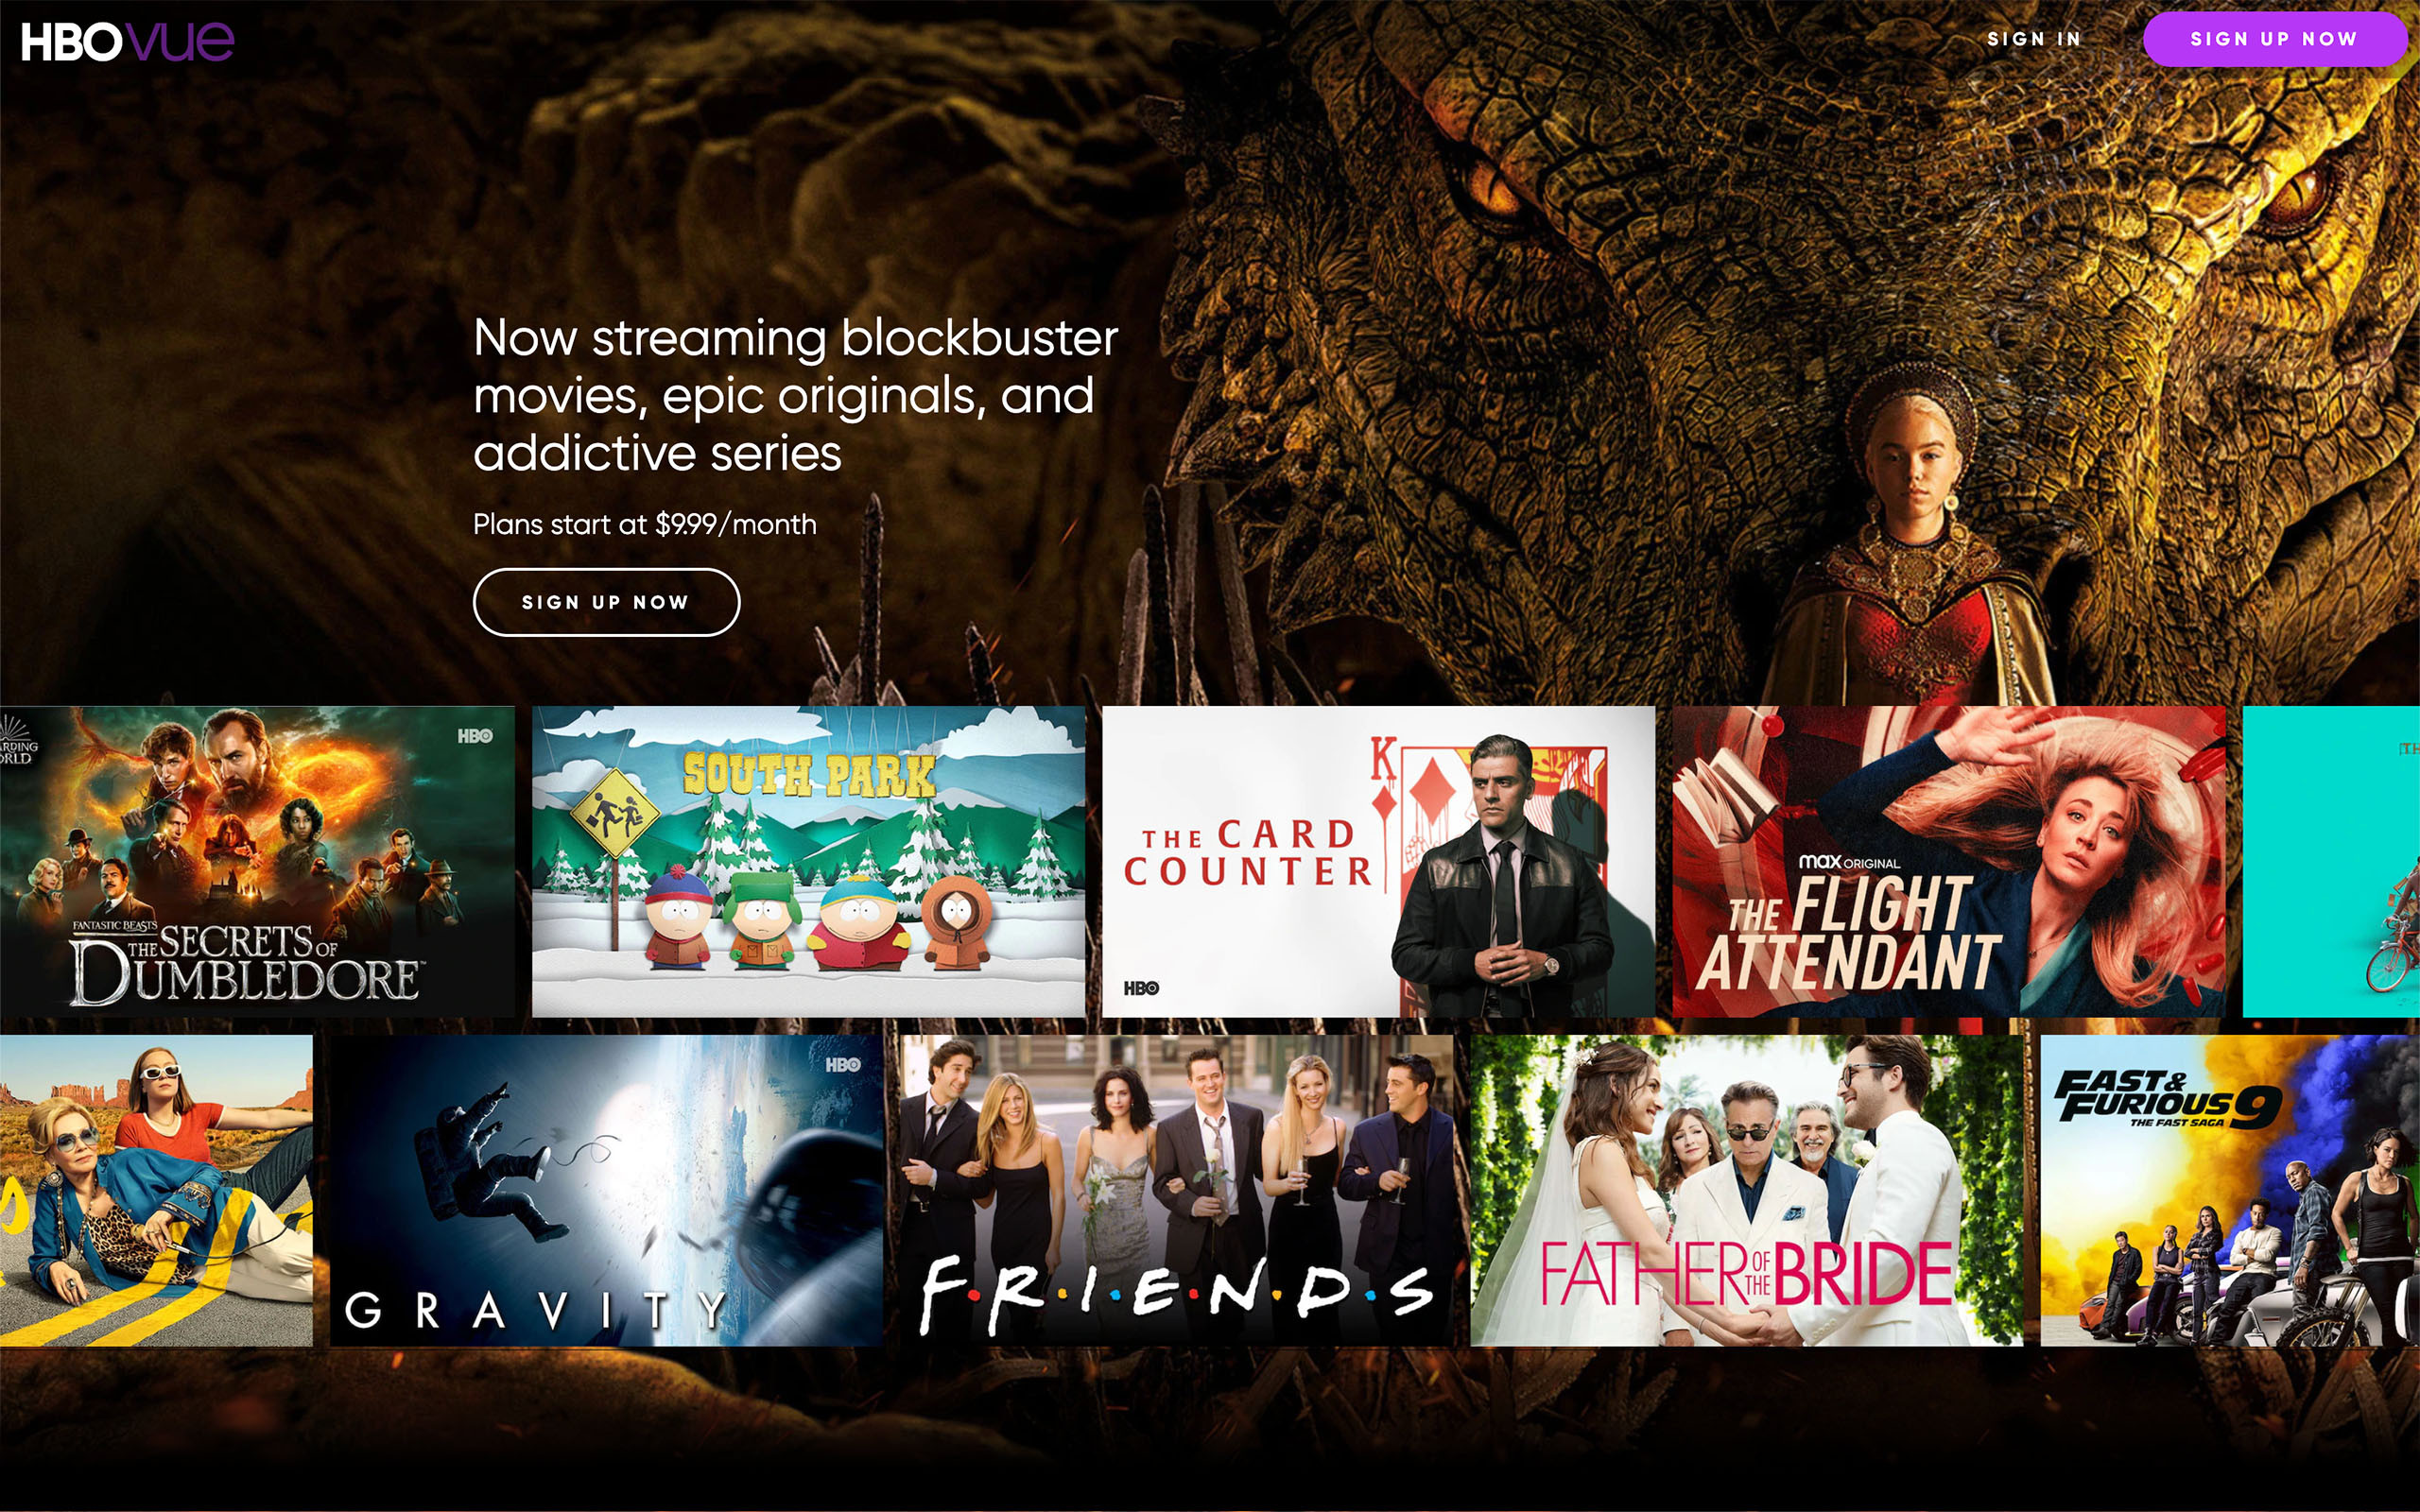 HBOVUE
SIGN IN
SIGN UP NOW
Now streaming blockbuster
movies, epic originals, and
addictive series
Plans start at $9.99/month
SIGN UP NOW
HBO
FANTASTIC BEASTS
THE SECRETS OF
DUMBLEDORE™
SOUTH PARK
K
THE CARD
COUNTER
HBO
max ORIGINAL
THE FLIGHT
ATTENDANT
HBO
GRAVITY
F·R·I·E·N·D·S
FATHER OF THE BRIDE
FAST &
FURIOUS 9
THE FAST SAGA